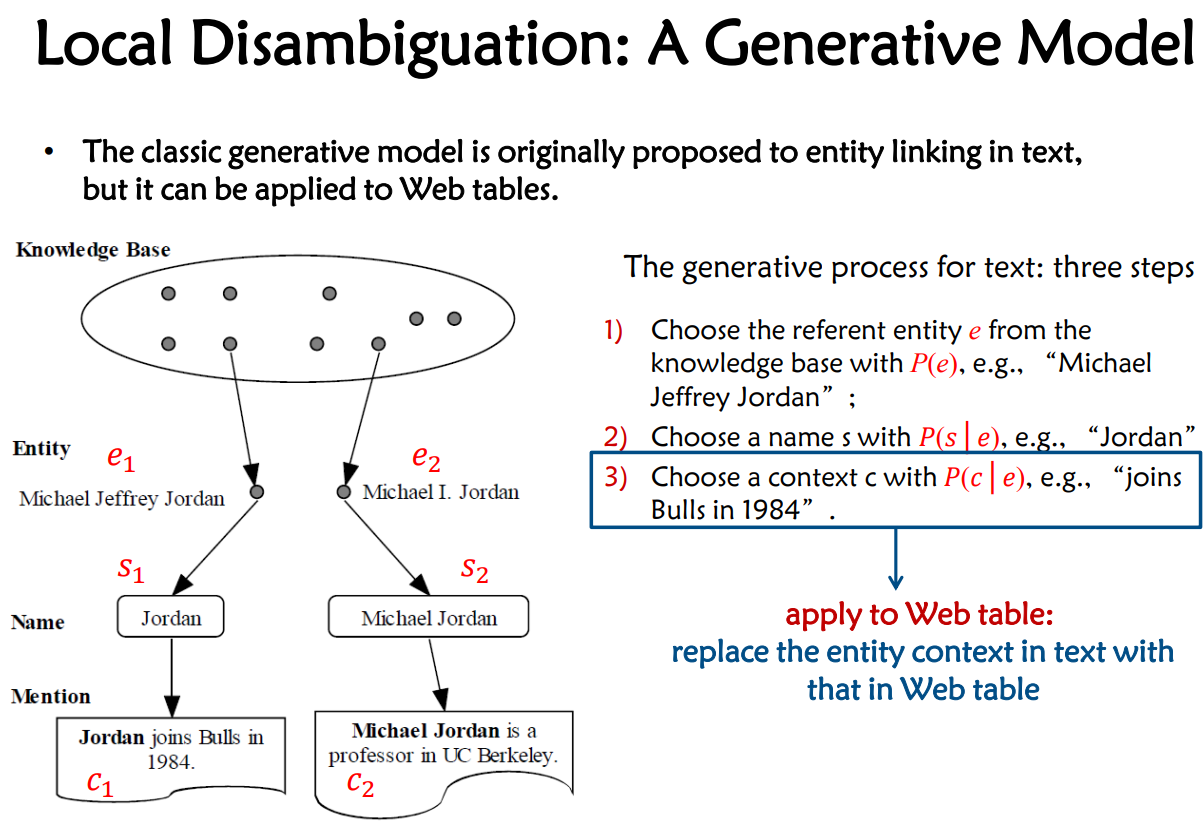 Local Disambiguation: A Generative Model
• The classic generative model is originally proposed to entity linking in text,
but it can be applied to Web tables.
Knowledge Base
Entity
e1
e2
Michael Jeffrey Jordan
Michael I. Jordan
s1
s2
Name
Jordan
Michael Jordan
Mention
Jordan joins Bulls in
1984.
c1
Michael Jordan is a
professor in UC Berkeley.
c2
The generative process for text: three steps
1) Choose the referent entity e from the
knowledge base with P(e), e.g., “Michael
Jeffrey Jordan” ;
2) Choose a name s with P(s|e), e.g., “Jordan”
3) Choose a context c with P(c|e), e.g., “joins
Bulls in 1984” .
apply to Web table:
replace the entity context in text with
that in Web table